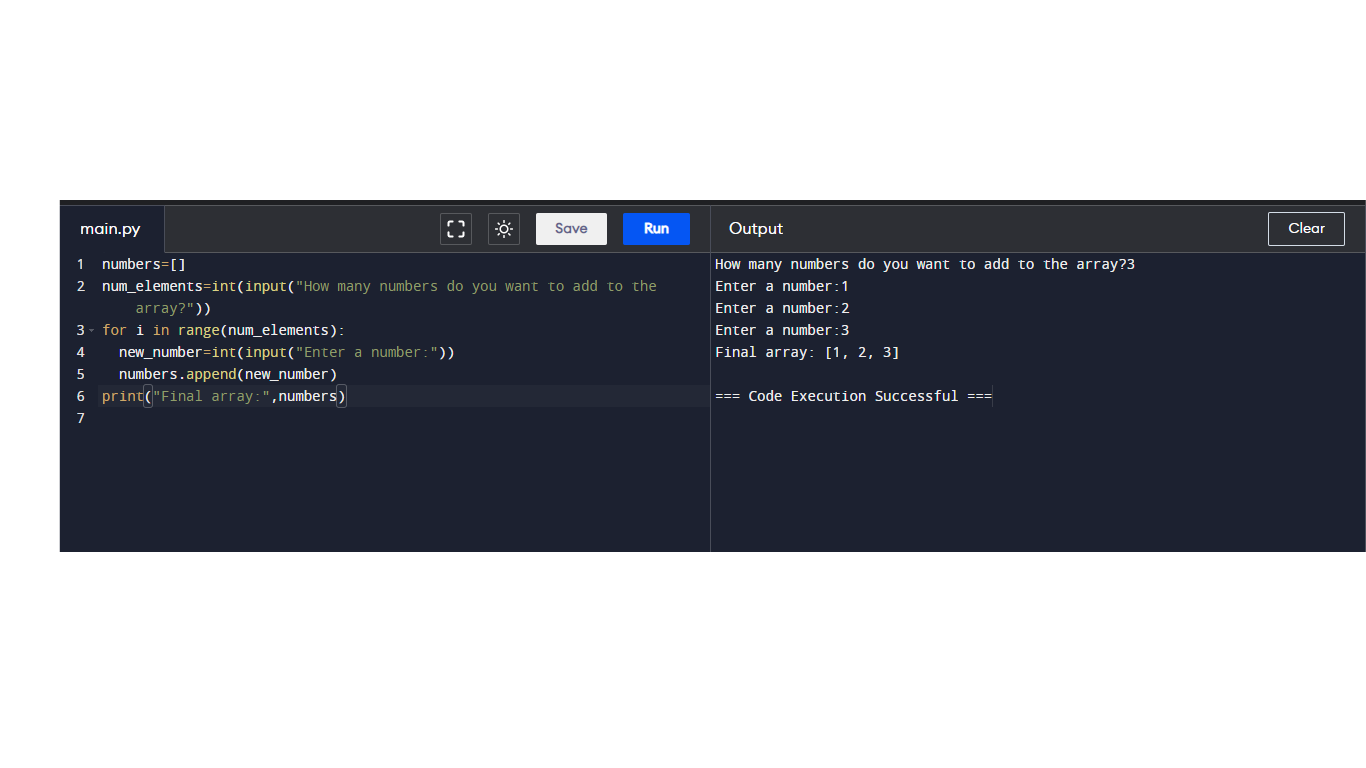 main.py
Save
Run
Output
Clear
1 numbers=[]
2 num_elements=int(input("How many numbers do you want to add to the
array?"))
3 for i in range(num_elements):
4   new_number=int(input("Enter a number:"))
5   numbers.append(new_number)
6 print("Final array:",numbers)
7
How many numbers do you want to add to the array?3
Enter a number:1
Enter a number:2
Enter a number:3
Final array: [1, 2, 3]
=== Code Execution Successful ===